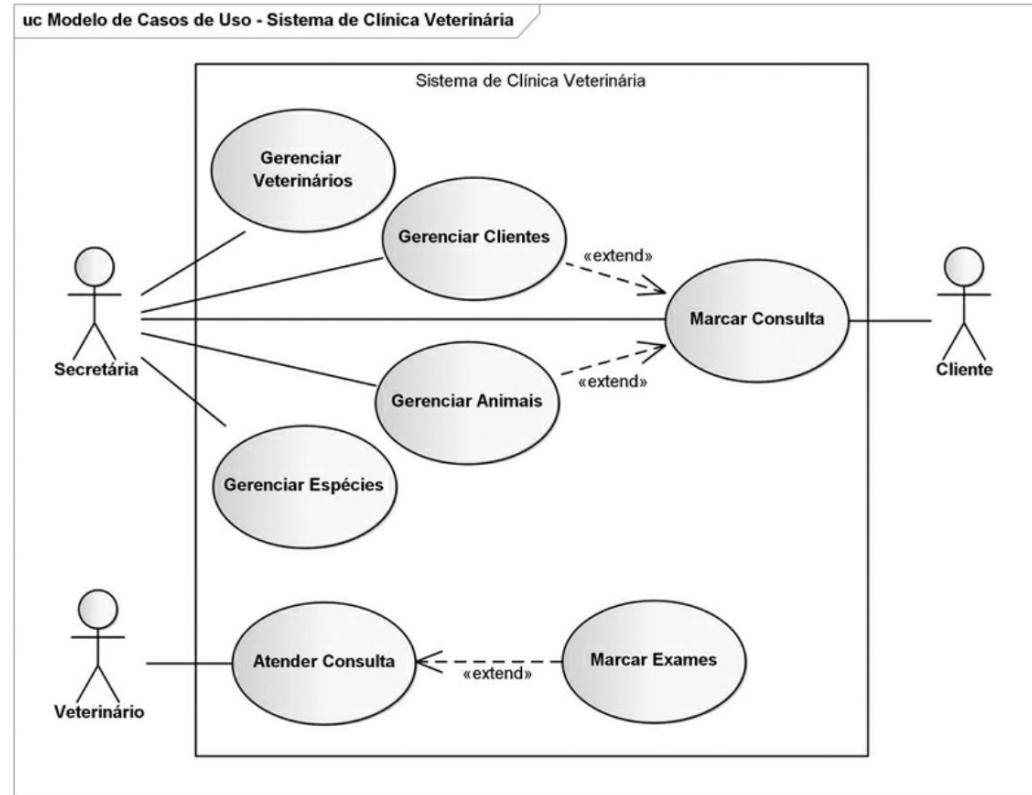 uc Modelo de Casos de Uso - Sistema de Clínica Veterinária
Sistema de Clínica Veterinária
Gerenciar
Veterinários
Gerenciar Clientes
«extend»
Marcar Consulta
Secretária
Cliente
«extend»
Gerenciar Animais
Gerenciar Espécies
Atender Consulta
«extend»
Marcar Exames
Veterinário